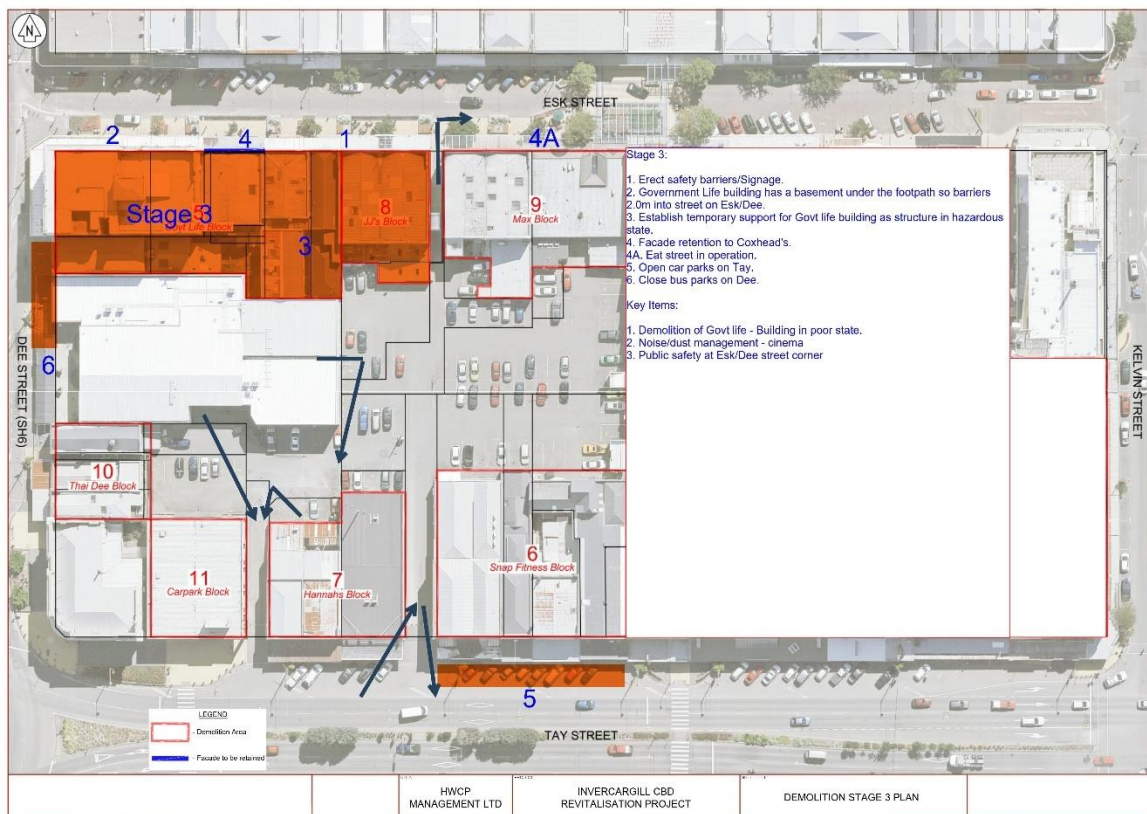 N
ESK STREET
2
4
1
4A
5
Govt Life Block
Stage 3
3
8
JJ's Block
9
Max Block
Stage 3:
1. Erect safety barriers/Signage.
2. Government Life building has a basement under the footpath so barriers
2.0m into street on Esk/Dee.
3. Establish temporary support for Govt life building as structure in hazardous
state.
4. Facade retention to Coxhead's.
4A. Eat street in operation.
5. Open car parks on Tay.
6. Close bus parks on Dee.
Key Items:
1. Demolition of Govt life - Building in poor state.
2. Noise/dust management - cinema
3. Public safety at Esk/Dee street corner
DEE STREET (SH6)
6
KELVIN STREET
10
Thai Dee Block
11
Carpark Block
7
Hannahs Block
6
Snap Fitness Block
5
TAY STREET
LEGEND
- Demolition Area
- Facade to be retained
HWCP
MANAGEMENT LTD
INVERCARGILL CBD
REVITALISATION PROJECT
DEMOLITION STAGE 3 PLAN